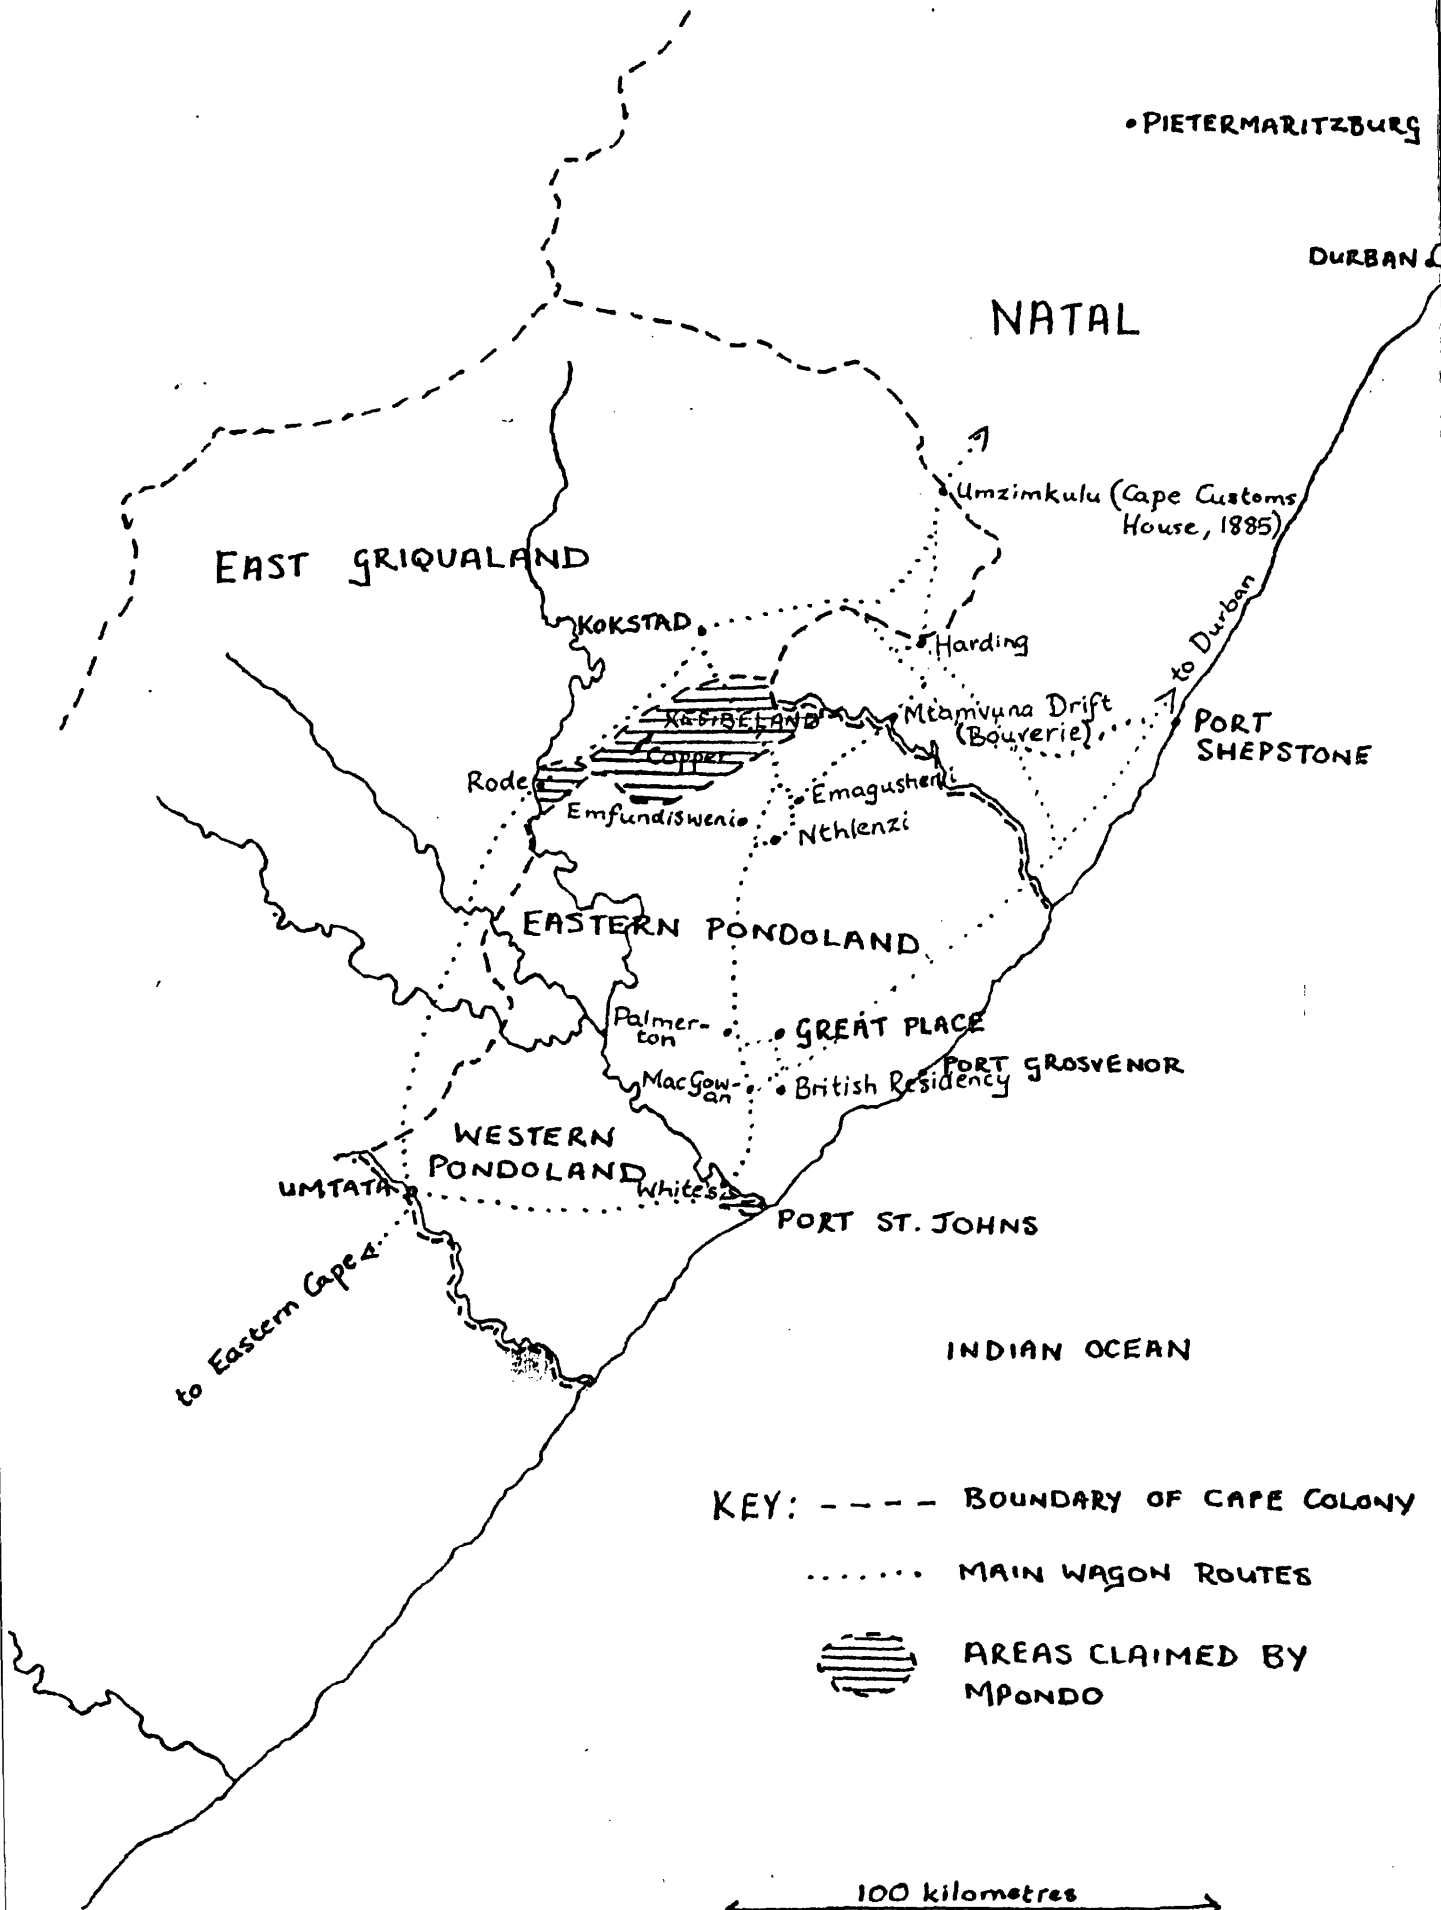 PIETERMARITZBURG
DURBAN
NATAL
Umzimkulu (Cape Customs
House, 1885)
EAST GRIQUALAND
to Durban
KOKSTAD
Harding
XESIBELAND
Mtamvuna Drift
(Bouverie)
PORT
SHEPSTONE
Copper
Rode
Emagusheni
Emfundisweni
Nthlenzi
EASTERN PONDOLAND
Palmer-
ton
GREAT PLACE
PORT GROSVENOR
MacGow-
an
British Residency
WESTERN
PONDOLAND
UMTATA
White's
PORT ST. JOHNS
to Eastern Cape
INDIAN OCEAN
KEY:
BOUNDARY OF CAPE COLONY
MAIN WAGON ROUTES
AREAS CLAIMED BY
MPONDO
100 kilometres